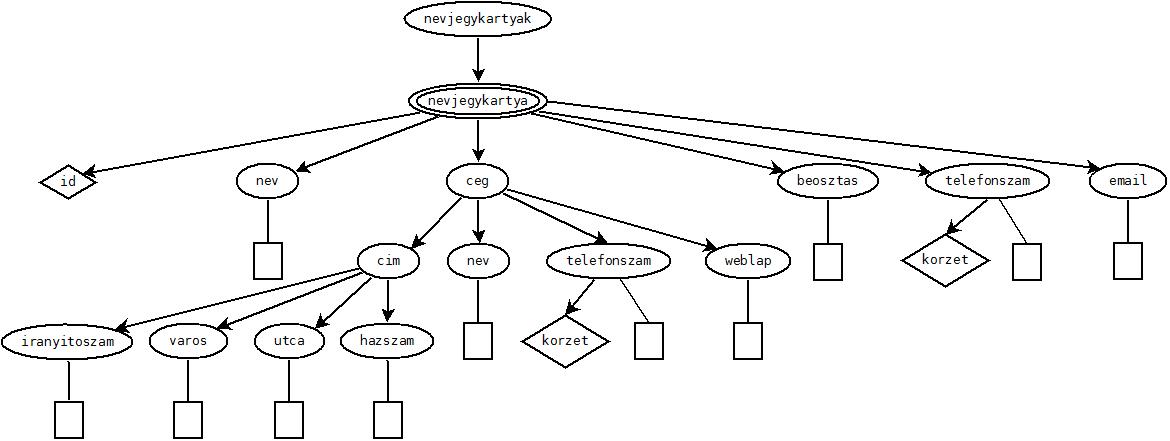 nevjegykartyak
nevjegykartya
id
nev
ceg
beosztas
telefonszam
email
cim
nev
telefonszam
weblap
korzet
iranyitoszam
varos
utca
hazszam
korzet